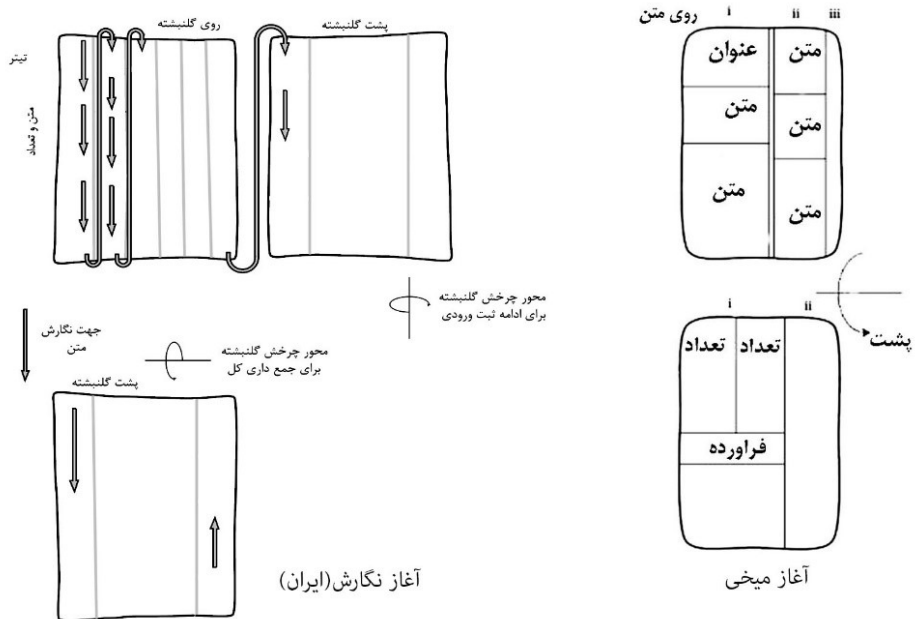 روی گلنبشته
پشت گلنبشته
تیتر
متن و تعداد
محور چرخش گلنبشته
برای ادامه ثبت ورودی
جهت نگارش
متن
محور چرخش گلنبشته
برای جمع داری کل
پشت گلنبشته
آغاز نگارش(ایران)
روی متن
i ii iii
عنوان
متن
متن
متن
متن
متن
i ii
پشت
تعداد تعداد
فراورده
آغاز میخی